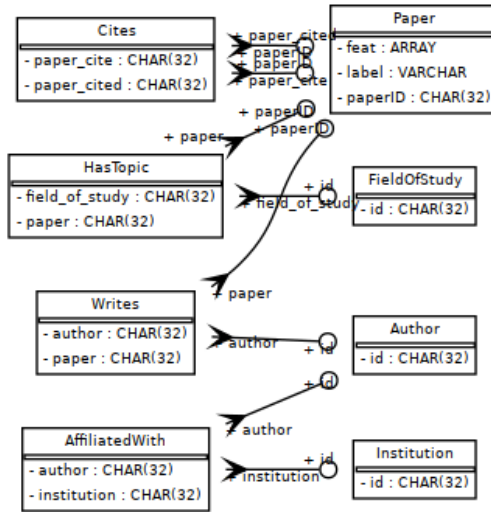 Cites
- paper_cite : CHAR(32)
- paper_cited : CHAR(32)
+ paper_cited
+ paperID
+ paperID
+ paper_cite
Paper
- feat : ARRAY
- label : VARCHAR
- paperID : CHAR(32)
+ paperID
+ paperID
+ paper
HasTopic
- field_of_study : CHAR(32)
- paper : CHAR(32)
+ id
+ field_of_study
FieldOfStudy
- id : CHAR(32)
+ paper
Writes
- author : CHAR(32)
- paper : CHAR(32)
+ author
+ id
Author
- id : CHAR(32)
+ id
+ author
AffiliatedWith
- author : CHAR(32)
- institution : CHAR(32)
+ id
+ institution
Institution
- id : CHAR(32)